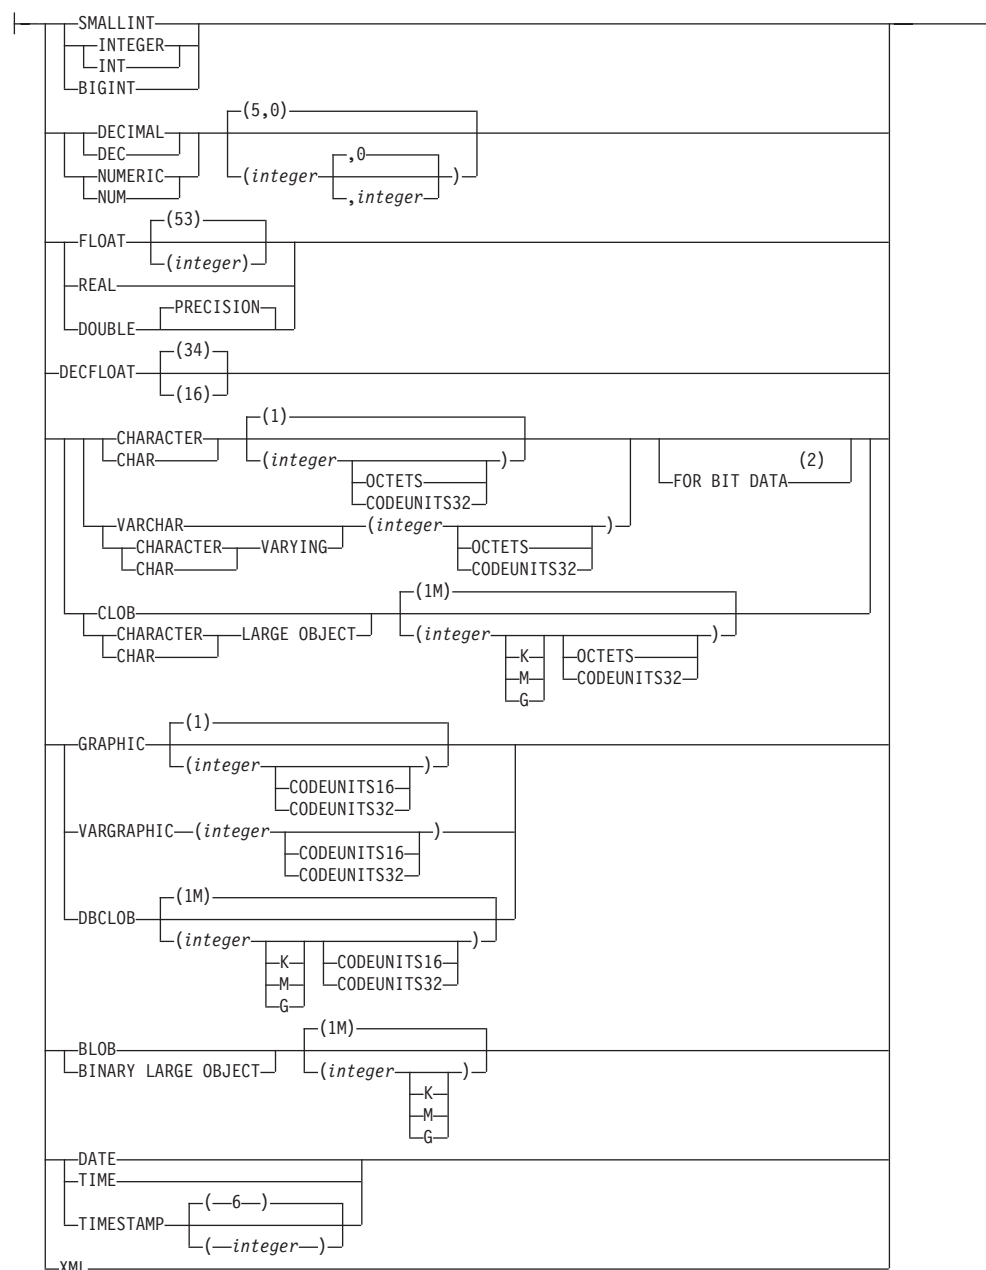 SMALLINT
INTEGER
INT
BIGINT
(5,0)
DECIMAL
DEC
,0
NUMERIC
(integer )
NUM
,integer
(53)
FLOAT
(integer)
REAL
PRECISION
DOUBLE
(34)
DECFLOAT
(16)
(1)
CHARACTER
CHAR
(integer )
(2)
OCTETS
FOR BIT DATA
CODEUNITS32
VARCHAR (integer )
CHARACTER VARYING
OCTETS
CHAR
CODEUNITS32
(1M)
CLOB
CHARACTER LARGE OBJECT
(integer )
CHAR
K OCTETS
M CODEUNITS32
G
(1)
GRAPHIC
(integer )
CODEUNITS16
CODEUNITS32
VARGRAPHIC (integer )
CODEUNITS16
CODEUNITS32
(1M)
DBCLOB
(integer )
K CODEUNITS16
M CODEUNITS32
G
(1M)
BLOB
BINARY LARGE OBJECT (integer )
K
M
G
DATE
TIME
( 6 )
TIMESTAMP
( integer )
XML